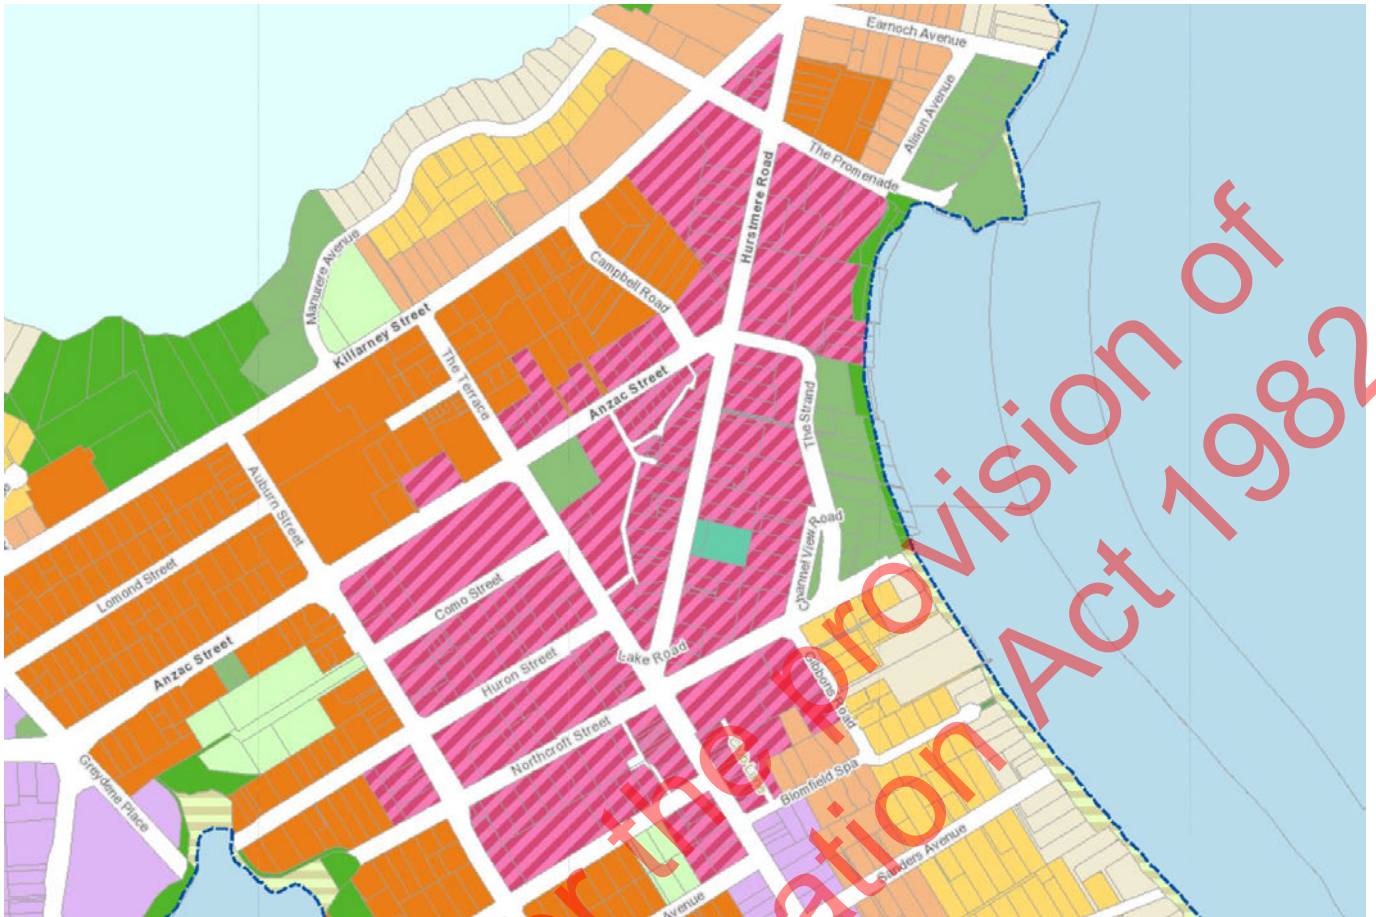 Earnoch Avenue
Alison Avenue
The Promenade
Hurstmere Road
Manurere Avenue
Campbell Road
Killarney Street
The Terrace
Anzac Street
The Strand
Auburn Street
Channel View Road
Lomond Street
Como Street
Anzac Street
Lake Road
Huron Street
Gibbons Road
Northcroft Street
Greydene Place
Blomfield Spa
Sanders Avenue
Avenue
or the provision of
ation Act 1982